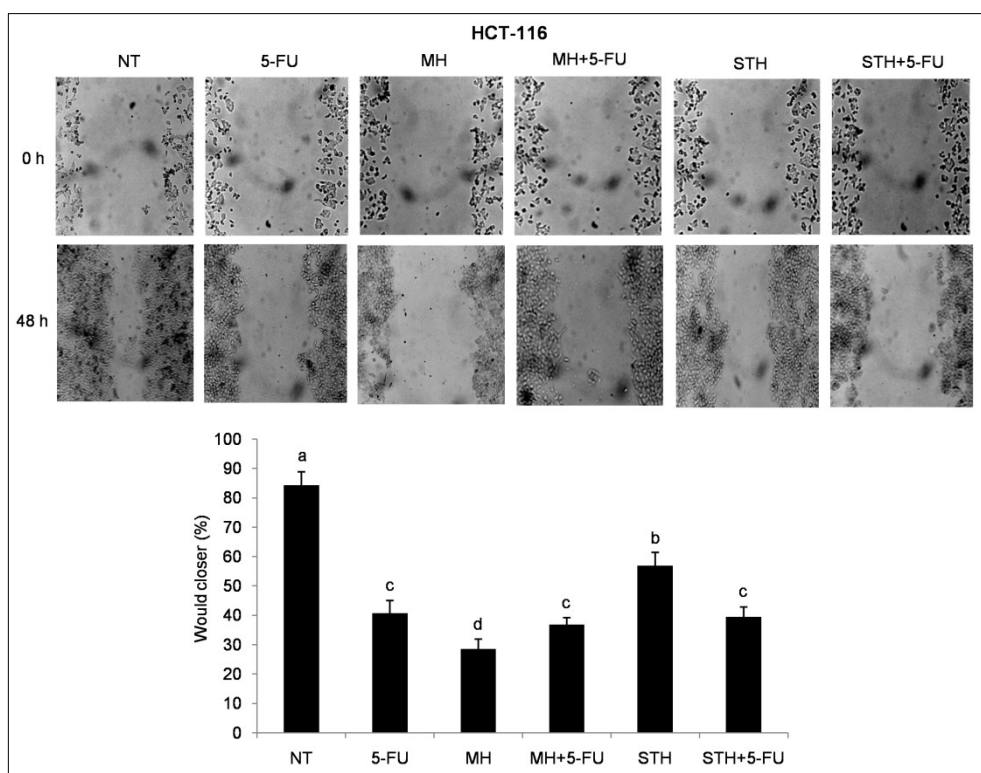 HCT-116
NT 5-FU MH MH+5-FU STH STH+5-FU
0 h
48 h
Would closer (%)
100
90
80
70
60
50
40
30
20
10
0
a
c
d
c
b
c
NT 5-FU MH MH+5-FU STH STH+5-FU